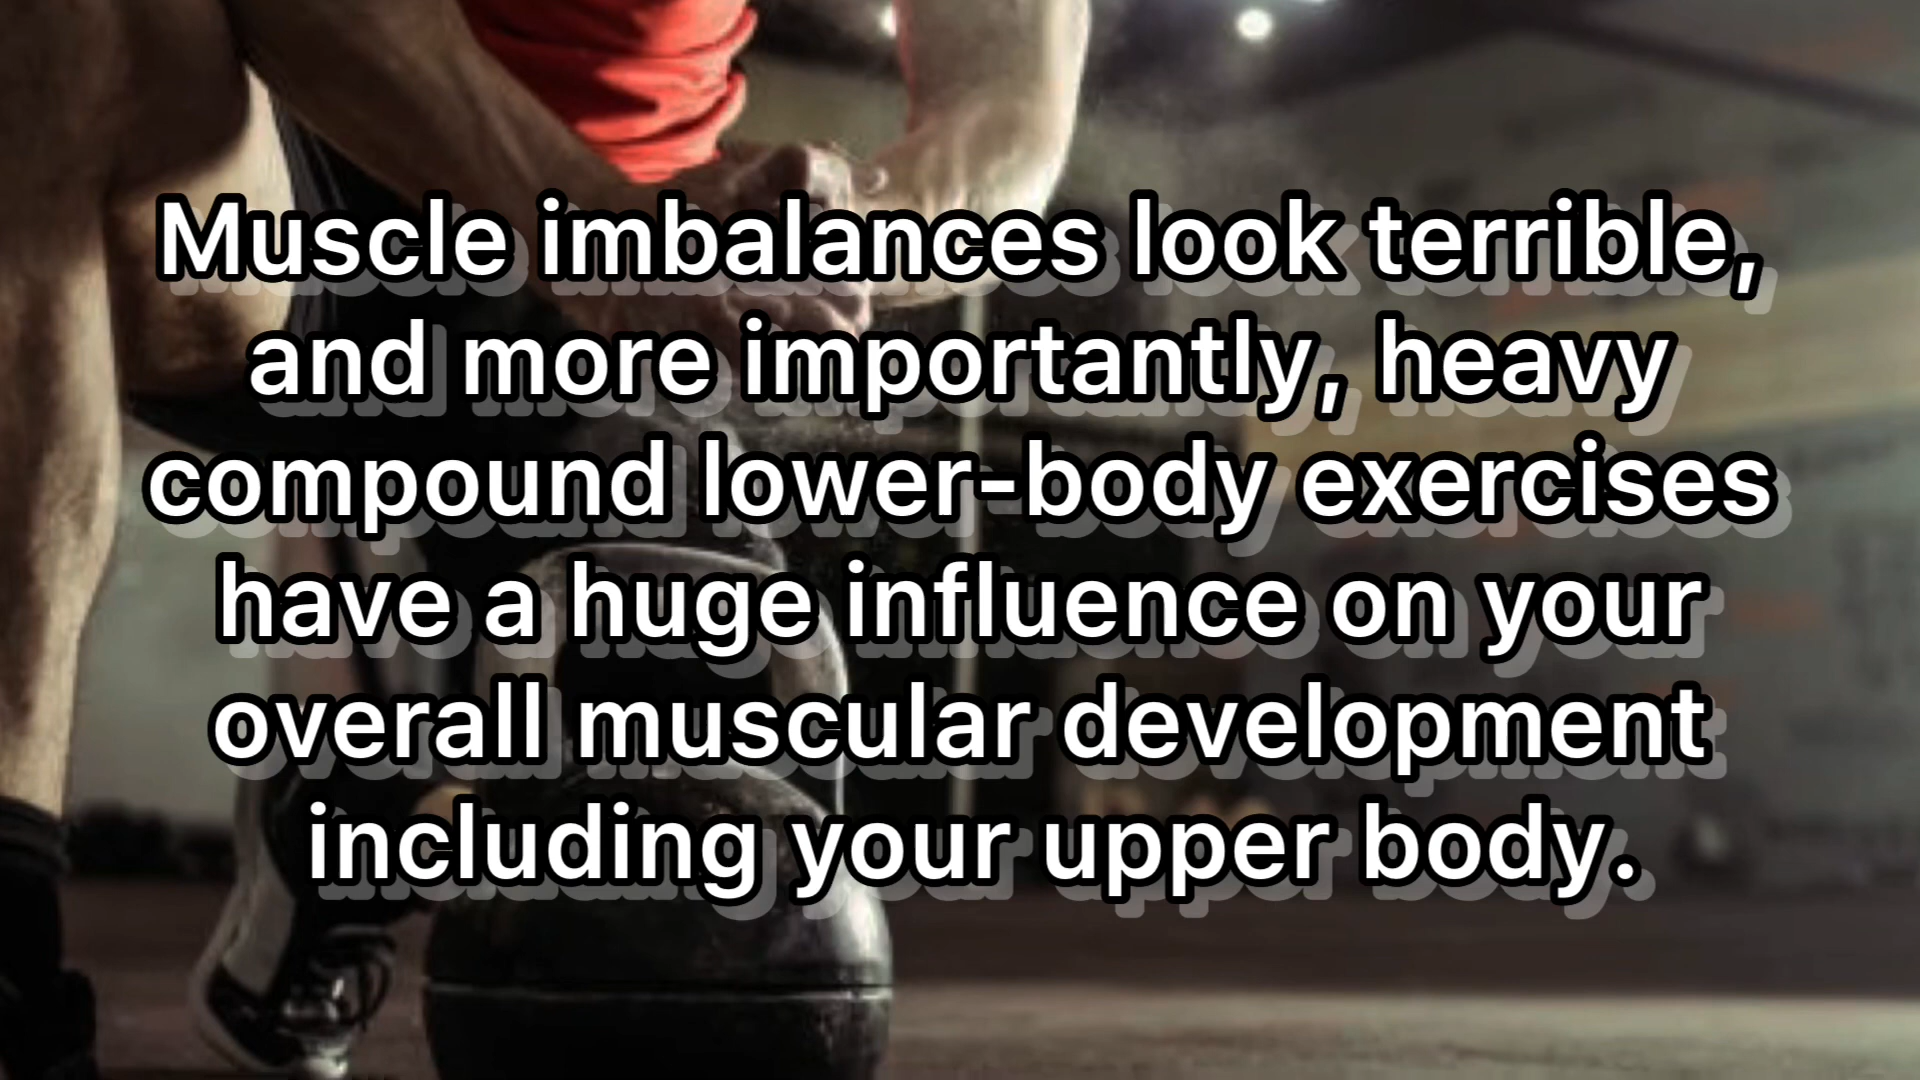 Muscle imbalances look terrible,
and more importantly, heavy
compound lower-body exercises
have a huge influence on your
overall muscular development
including your upper body.